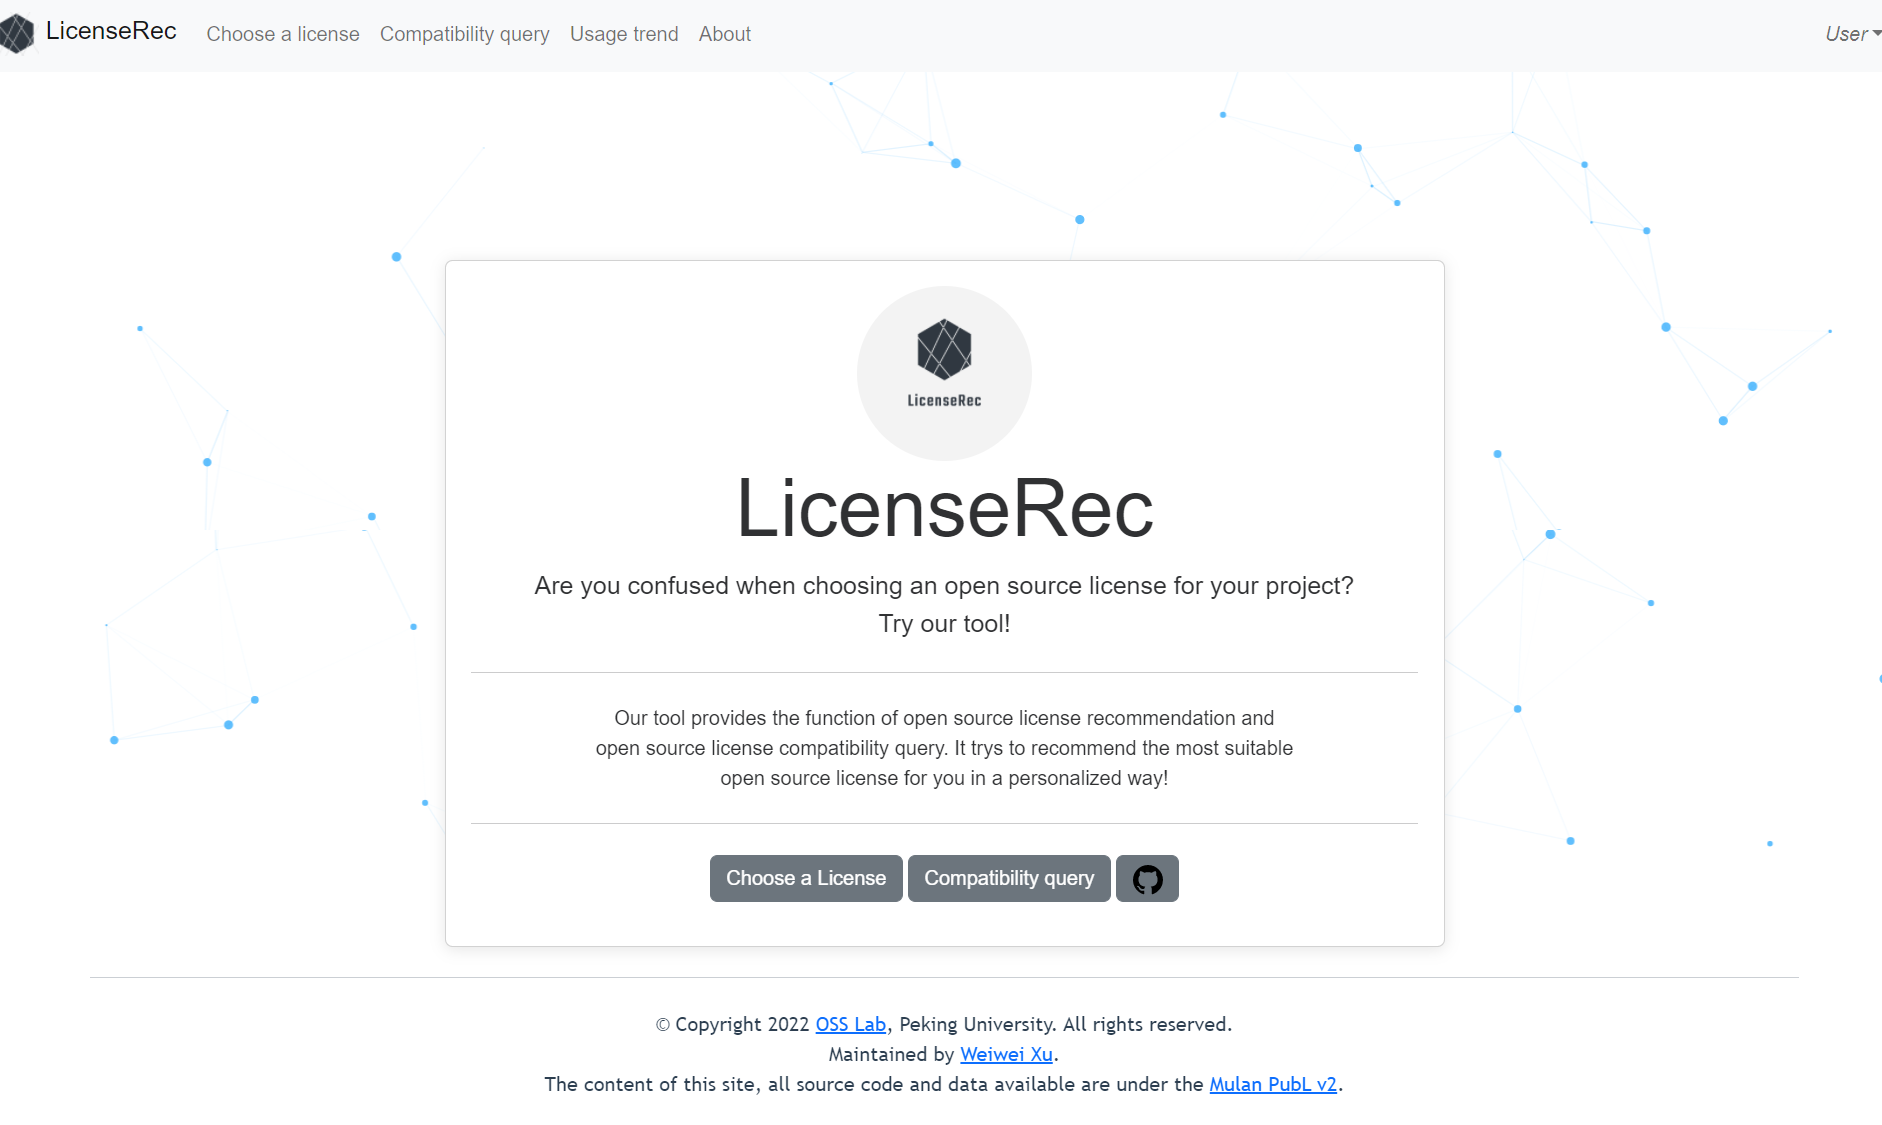 LicenseRec Choose a license Compatibility query Usage trend About User
LicenseRec
LicenseRec
Are you confused when choosing an open source license for your project?
Try our tool!
Our tool provides the function of open source license recommendation and
open source license compatibility query. It trys to recommend the most suitable
open source license for you in a personalized way!
Choose a License Compatibility query
© Copyright 2022 OSS Lab, Peking University. All rights reserved.
Maintained by Weiwei Xu.
The content of this site, all source code and data available are under the Mulan PubL v2.